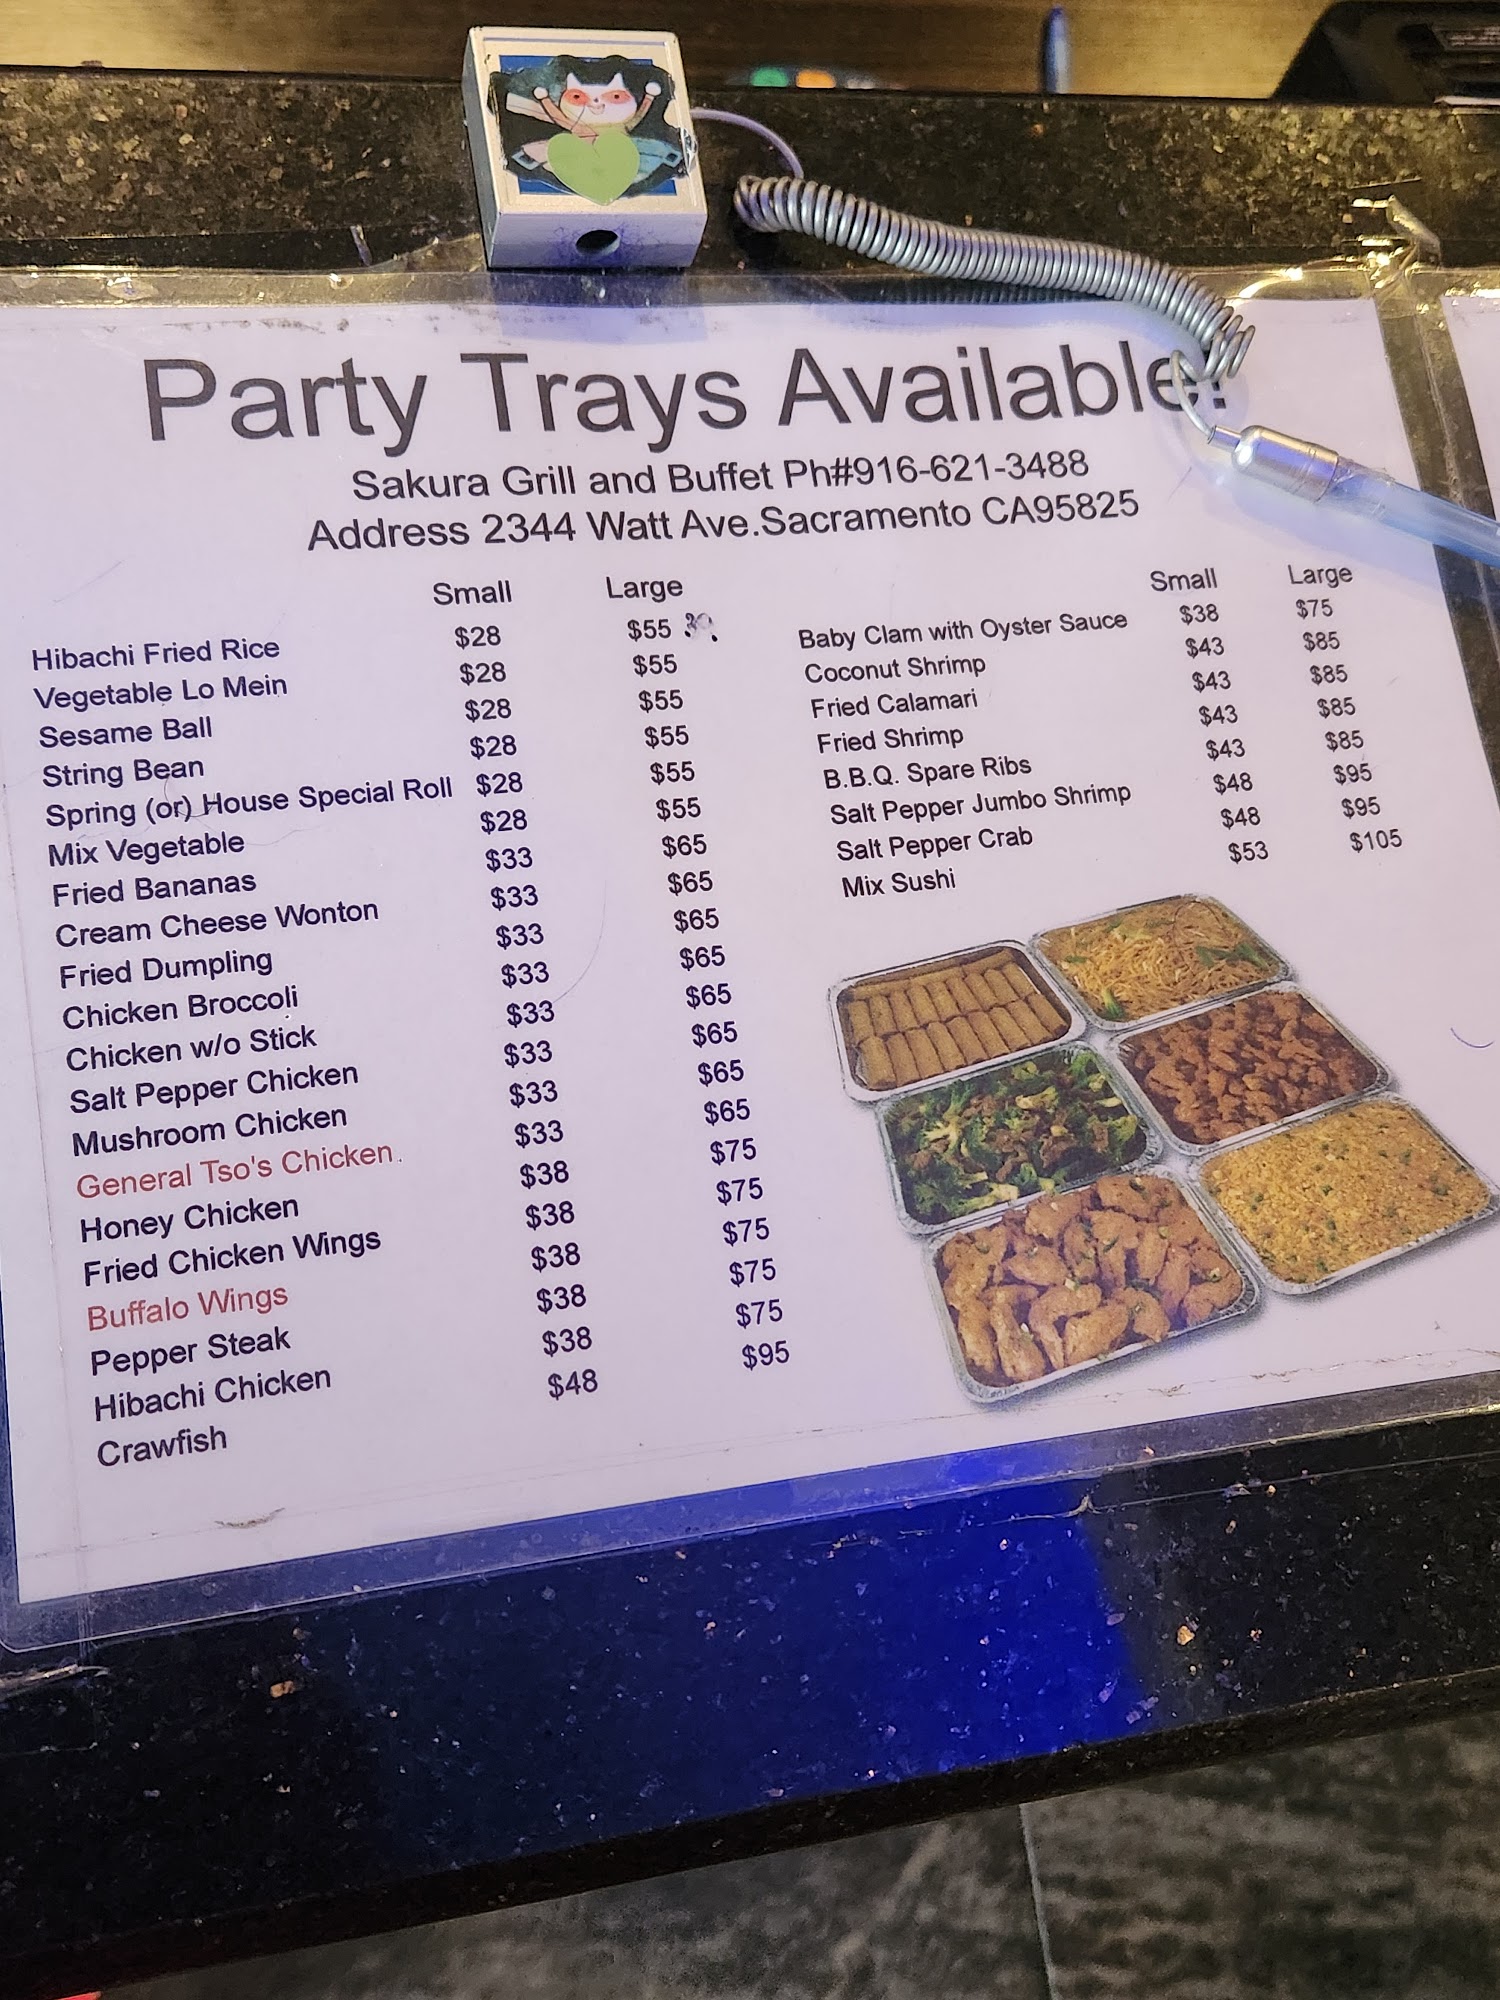 Party Trays Available!
Sakura Grill and Buffet Ph#916-621-3488
Address 2344 Watt Ave.Sacramento CA95825
Small Large
Hibachi Fried Rice $28 $55
Vegetable Lo Mein $28 $55
Sesame Ball $28 $55
String Bean $28 $55
Spring (or) House Special Roll $28 $55
Mix Vegetable $28 $55
Fried Bananas $33 $65
Cream Cheese Wonton $33 $65
Fried Dumpling $33 $65
Chicken Broccoli $33 $65
Chicken w/o Stick $33 $65
Salt Pepper Chicken $33 $65
Mushroom Chicken $33 $65
General Tso's Chicken $33 $65
Honey Chicken $38 $75
Fried Chicken Wings $38 $75
Buffalo Wings $38 $75
Pepper Steak $38 $75
Hibachi Chicken $38 $75
Crawfish $48 $95
Small Large
Baby Clam with Oyster Sauce $38 $75
Coconut Shrimp $43 $85
Fried Calamari $43 $85
Fried Shrimp $43 $85
B.B.Q. Spare Ribs $43 $85
Salt Pepper Jumbo Shrimp $48 $95
Salt Pepper Crab $48 $95
Mix Sushi $53 $105